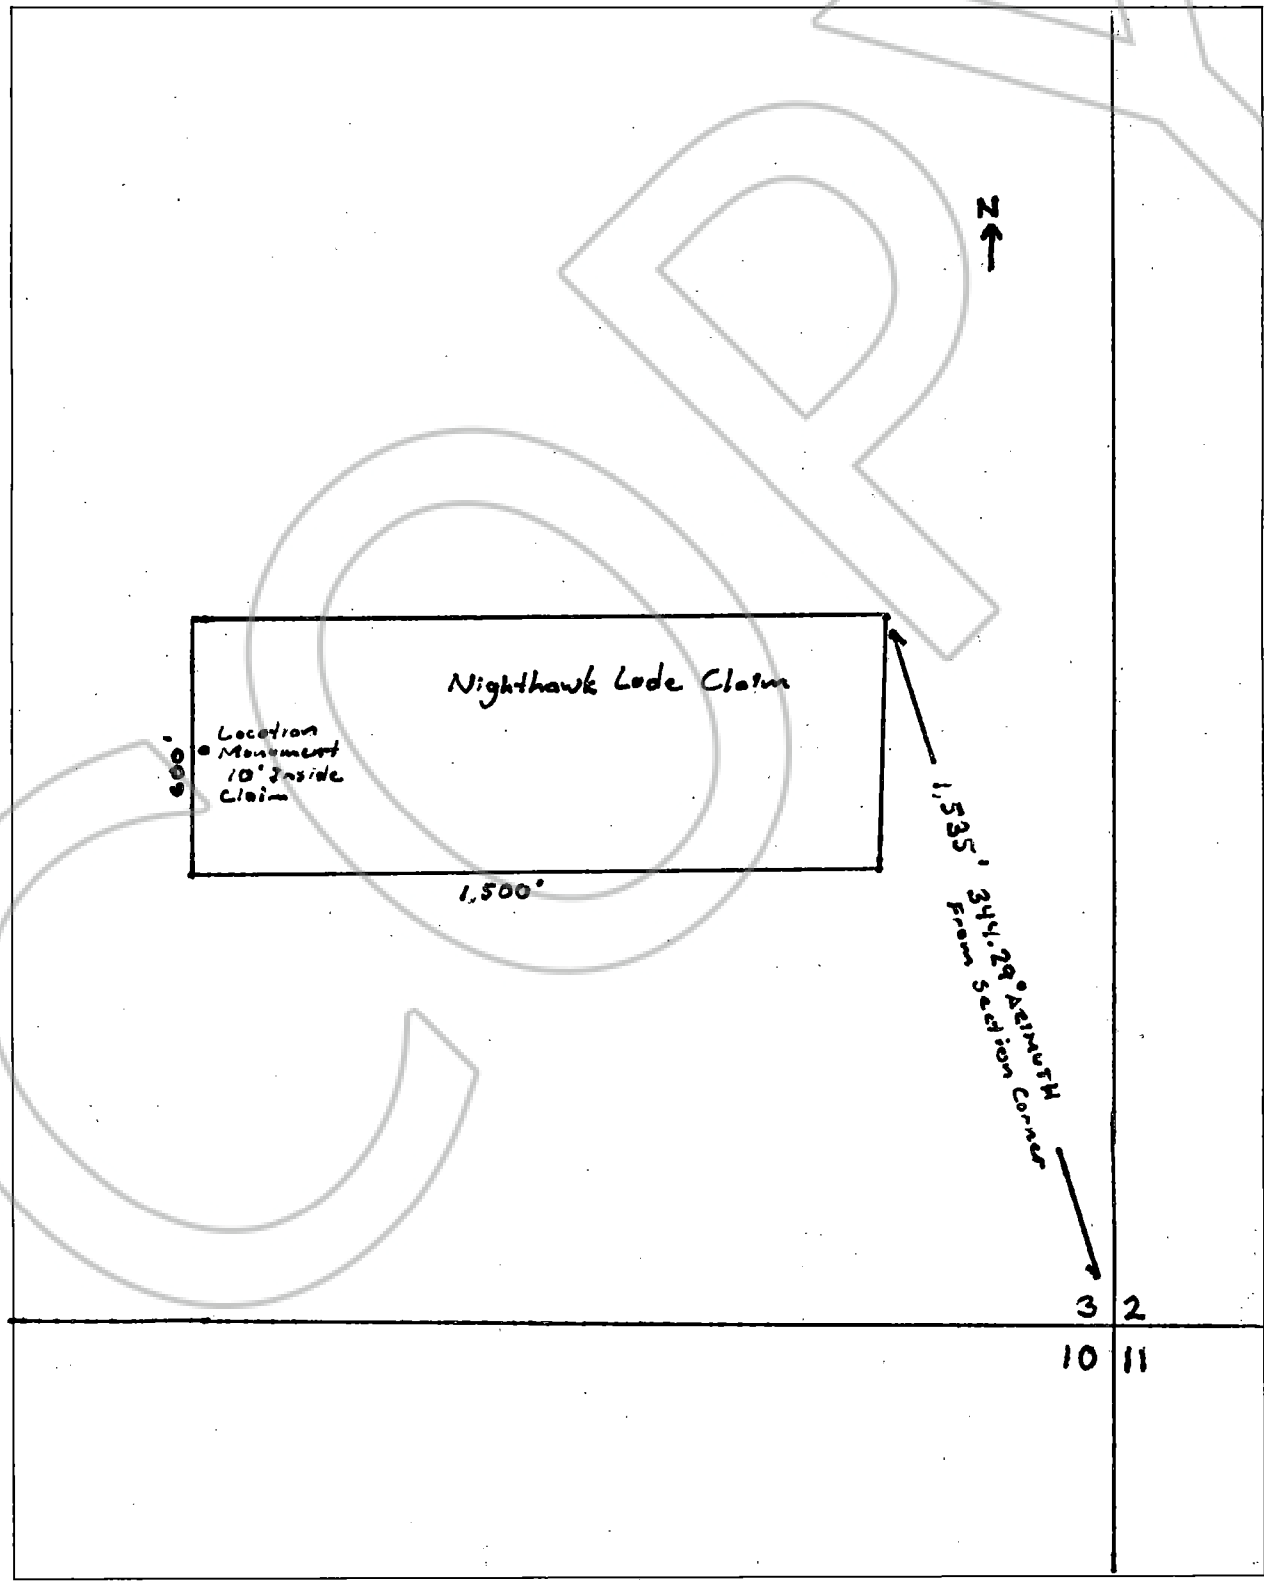 COPY
N
Nighthawk Lode Claim
Location
Monument
10' Inside
Claim
600'
1,500'
1,535' 344.29° AZIMUTH
From Section Corner
3 2
10 11